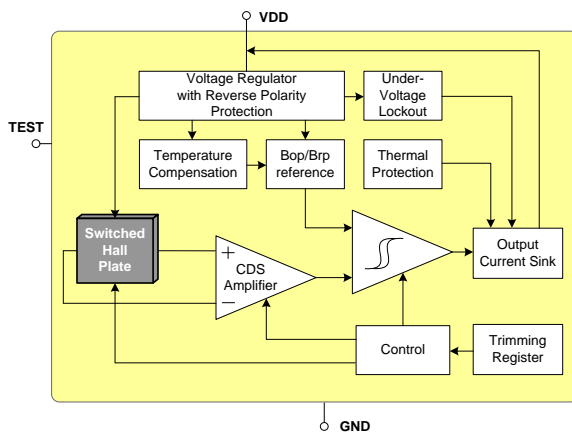 VDD
Voltage Regulator
with Reverse Polarity
Protection
Under-
Voltage
Lockout
TEST
Temperature
Compensation
Bop/Brp
reference
Thermal
Protection
Switched
Hall
Plate
+
CDS
Amplifier
−
Output
Current Sink
Control
Trimming
Register
GND